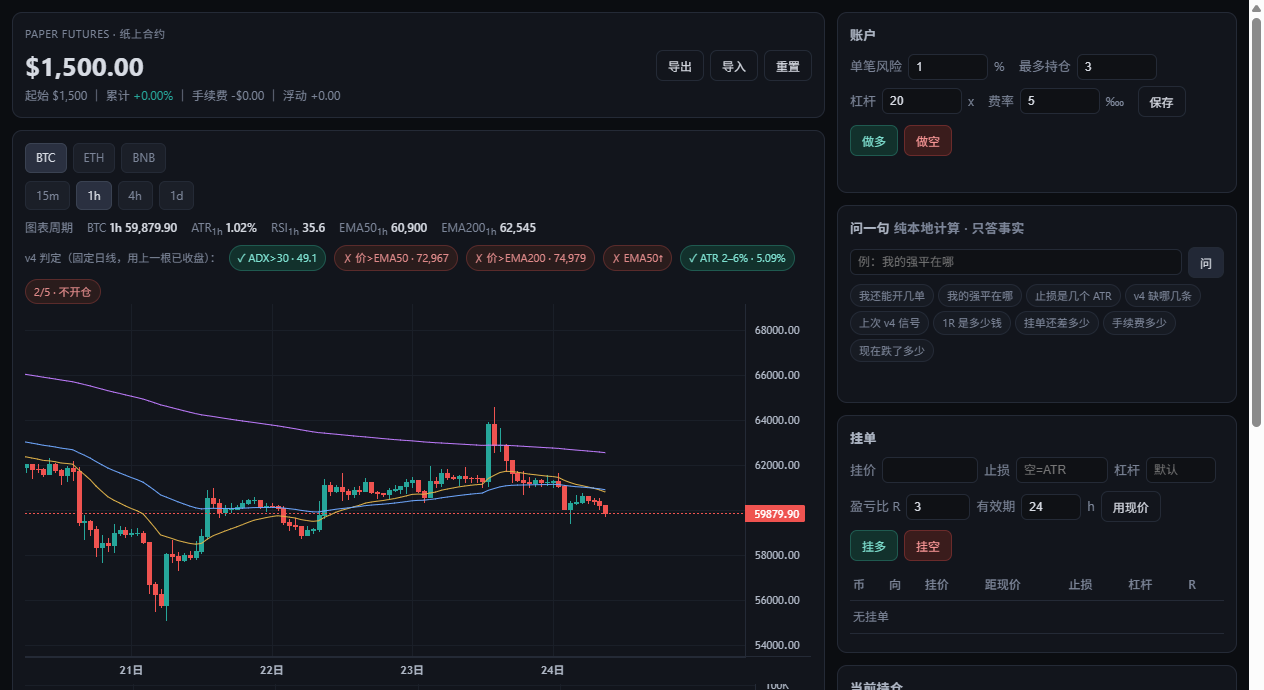 PAPER FUTURES · 纸上合约
$1,500.00
起始 $1,500 | 累计 +0.00% | 手续费 -$0.00 | 浮动 +0.00
导出 导入 重置
BTC ETH BNB
15m 1h 4h 1d
图表周期 BTC 1h 59,879.90 ATR1h 1.02% RSI1h 35.6 EMA501h 60,900 EMA2001h 62,545
v4 判定（固定日线，用上一根已收盘）: ✓ ADX>30 · 49.1 ✗ 价>EMA50 · 72,967 ✗ 价>EMA200 · 74,979 ✗ EMA50↑ ✓ ATR 2–6% · 5.09%
2/5 · 不开仓
68000.00
66000.00
64000.00
62000.00
59879.90
58000.00
56000.00
54000.00
21日 22日 23日 24日
100K
账户
单笔风险 1 % 最多持仓 3
杠杆 20 x 费率 5 ‱ 保存
做多 做空
问一句 纯本地计算 · 只答事实
例: 我的强平在哪 问
我还能开几单 我的强平在哪 止损是几个 ATR v4 缺哪几条
上次 v4 信号 1R 是多少钱 挂单还差多少 手续费多少
现在跌了多少
挂单
挂价 止损 空=ATR 杠杆 默认
盈亏比 R 3 有效期 24 h 用现价
挂多 挂空
币 向 挂价 距现价 止损 杠杆 R
无挂单
当前持仓